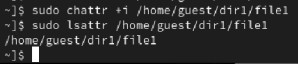 ~]$ sudo chattr +i /home/guest/dir1/file1
~]$ sudo lsattr /home/guest/dir1/file1
/home/guest/dir1/file1
~]$